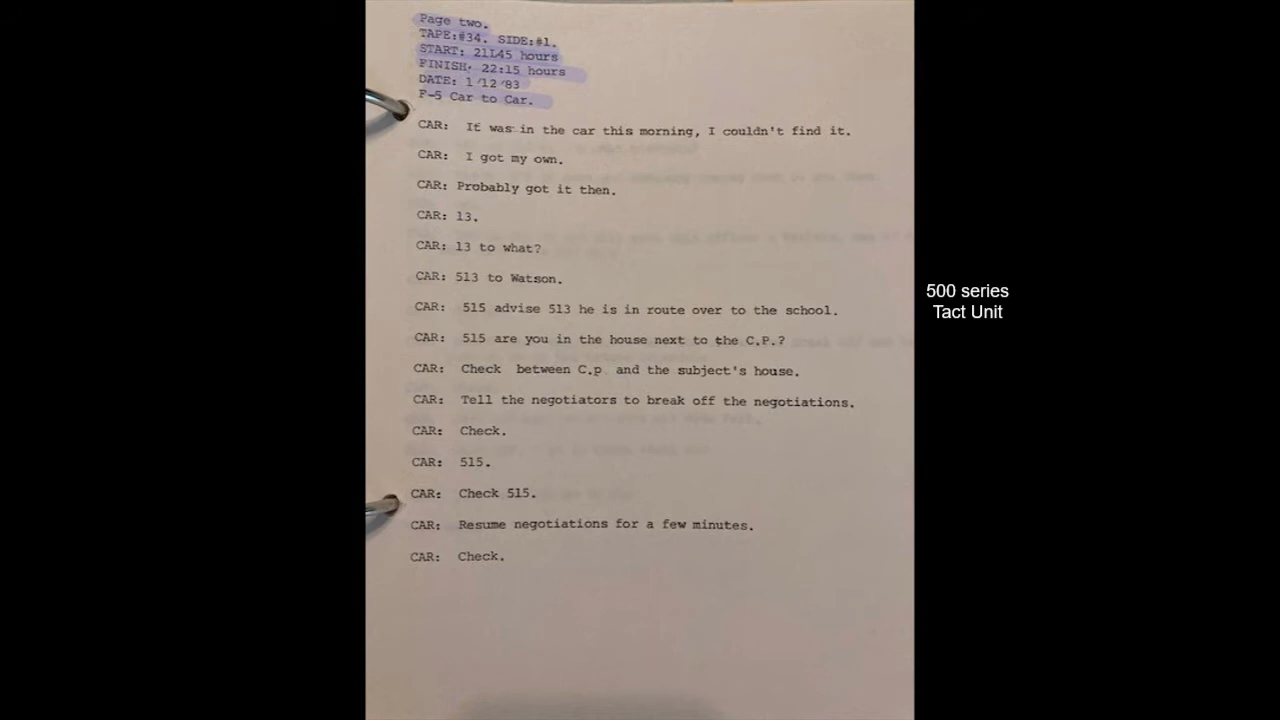 Page two.
TAPE:#34. SIDE:#1.
START: 21L45 hours
FINISH: 22:15 hours
DATE: 1/12/83
F-5 Car to Car.
CAR: It was in the car this morning, I couldn't find it.
CAR: I got my own.
CAR: Probably got it then.
CAR: 13.
CAR: 13 to what?
CAR: 513 to Watson.
CAR: 515 advise 513 he is in route over to the school.
CAR: 515 are you in the house next to the C.P.?
CAR: Check between C.p. and the subject's house.
CAR: Tell the negotiators to break off the negotiations.
CAR: Check.
CAR: 515.
CAR: Check 515.
CAR: Resume negotiations for a few minutes.
CAR: Check.
500 series
Tact Unit